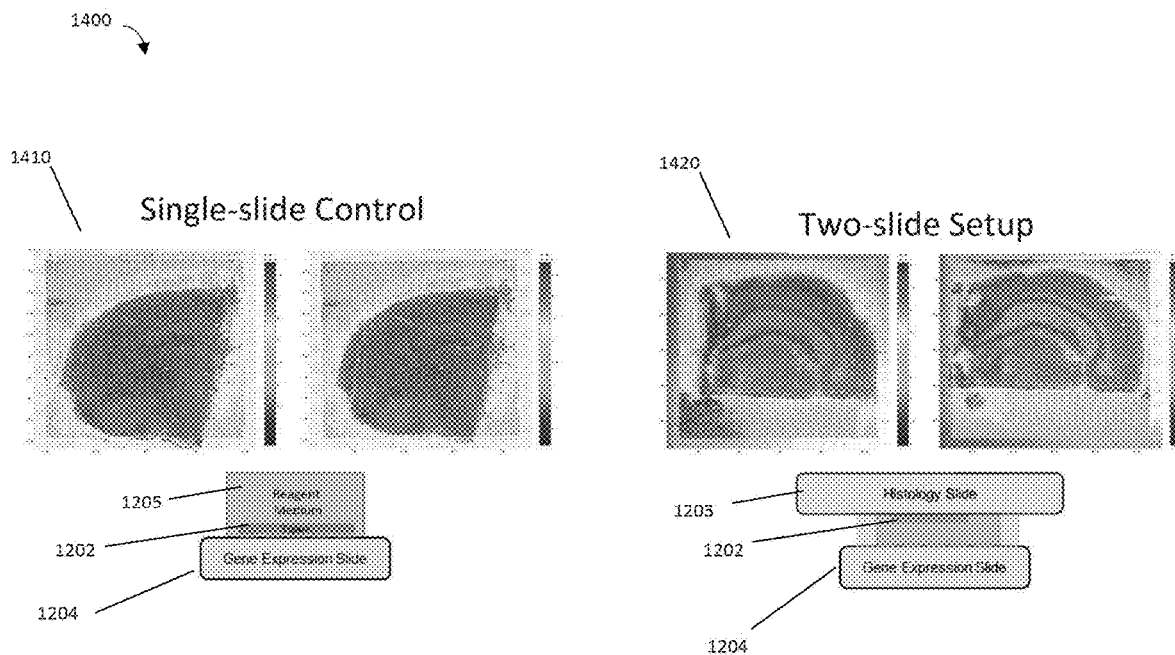 1400
1410
1420
Single-slide Control
Two-slide Setup
1205
Reagent
Medium
1202
Gene Expression Slide
1204
1203
Histology Slide
1202
Gene Expression Slide
1204